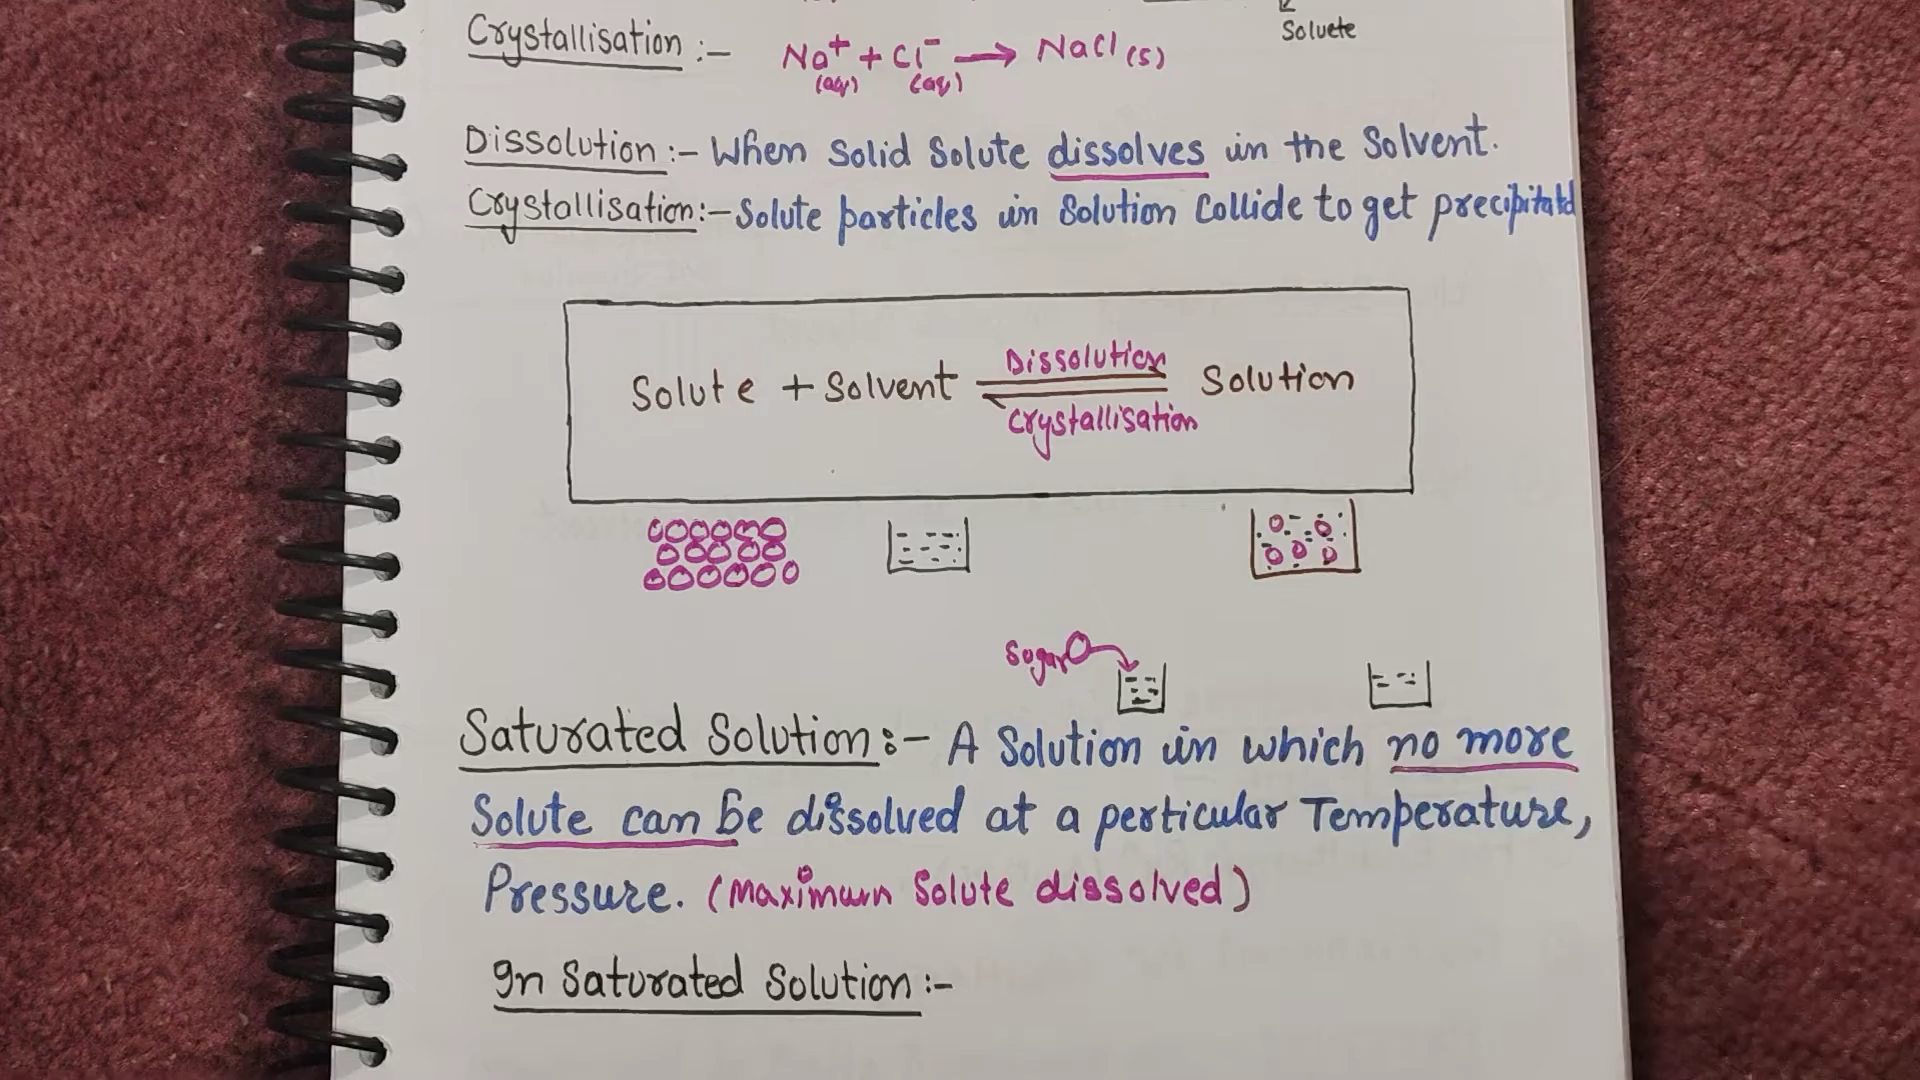 Soluete
Crystallisation :- Na+ + Cl- → NaCl (s)
(aq) (aq)
Dissolution :- When Solid Solute dissolves in the Solvent.
Crystallisation:- Solute particles in Solution Collide to get precipitatd
Dissolution
Solute + Solvent ⇌ Solution
Crystallisation
Sugar
Saturated Solution:- A Solution in which no more
Solute can be dissolved at a perticular Temperature,
Pressure. (Maximum Solute dissolved)
In Saturated Solution :-